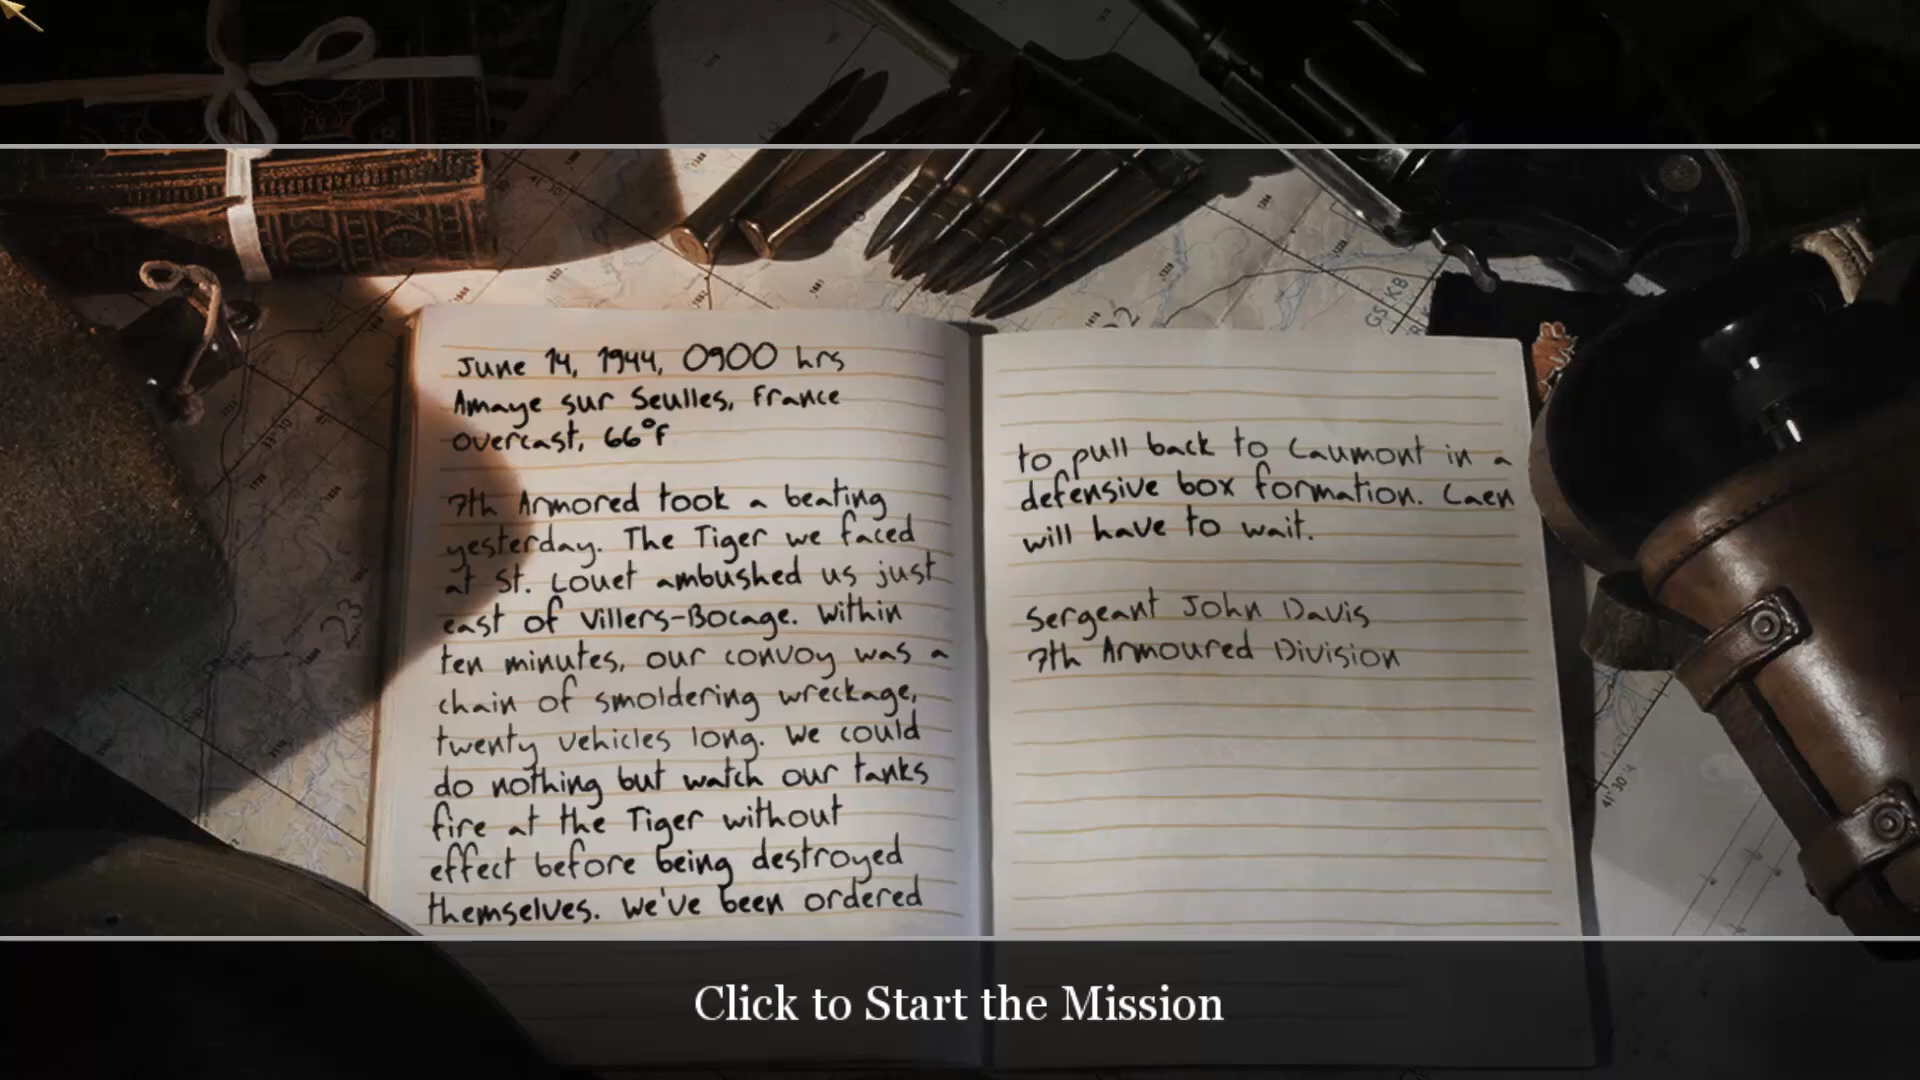 June 14, 1944, 0900 hrs
Amaye sur Seulles, France
Overcast, 66°F
7th Armored took a beating
yesterday. The Tiger we faced
at St. Louet ambushed us just
east of Villers-Bocage. Within
ten minutes, our convoy was a
chain of smoldering wreckage,
twenty vehicles long. We could
do nothing but watch our tanks
fire at the Tiger without
effect before being destroyed
themselves. We've been ordered
to pull back to Caumont in a
defensive box formation. Caen
will have to wait.
Sergeant John Davis
7th Armoured Division
GSKB
23
Click to Start the Mission